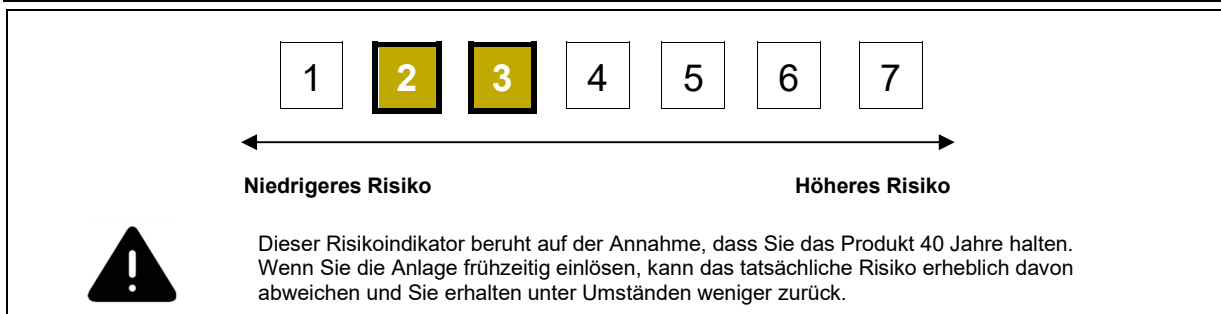 1 2 3 4 5 6 7
Niedrigeres Risiko Höheres Risiko
Dieser Risikoindikator beruht auf der Annahme, dass Sie das Produkt 40 Jahre halten.
Wenn Sie die Anlage frühzeitig einlösen, kann das tatsächliche Risiko erheblich davon
abweichen und Sie erhalten unter Umständen weniger zurück.